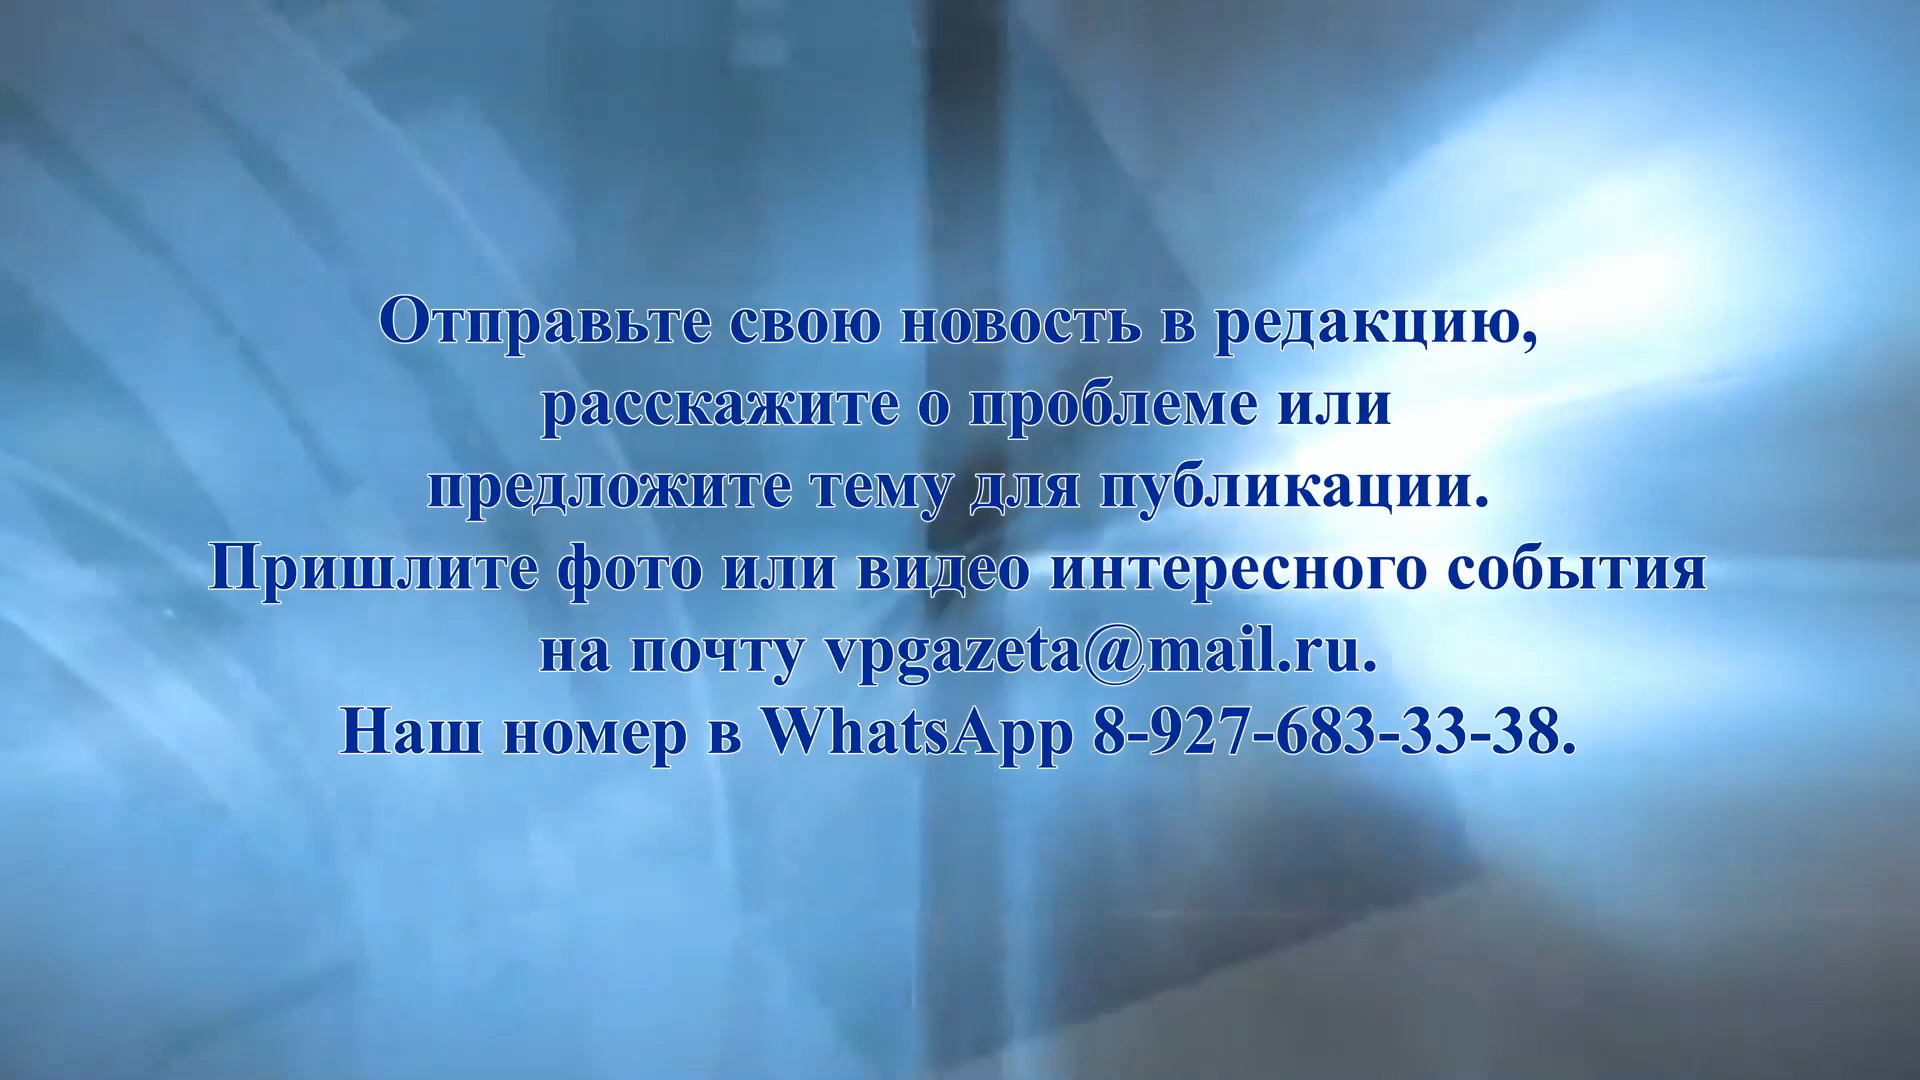 Отправьте свою новость в редакцию,
расскажите о проблеме или
предложите тему для публикации.
Пришлите фото или видео интересного события
на почту vpgazeta@mail.ru.
Наш номер в WhatsApp 8-927-683-33-38.